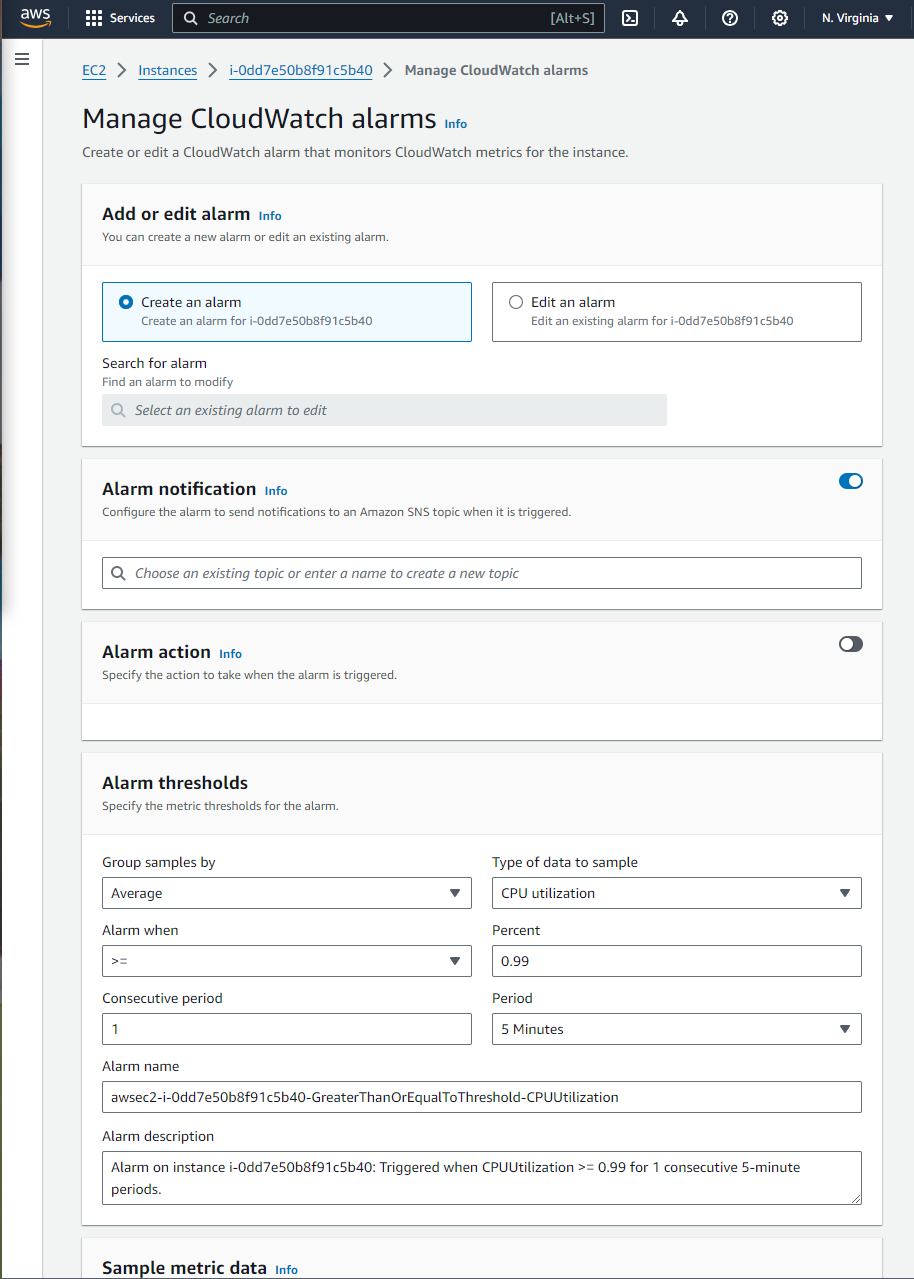 aws Services Search [Alt+S] N. Virginia
EC2 Instances i-0dd7e50b8f91c5b40 Manage CloudWatch alarms
Manage CloudWatch alarms Info
Create or edit a CloudWatch alarm that monitors CloudWatch metrics for the instance.
Add or edit alarm Info
You can create a new alarm or edit an existing alarm.
Create an alarm
Create an alarm for i-0dd7e50b8f91c5b40
Edit an alarm
Edit an existing alarm for i-0dd7e50b8f91c5b40
Search for alarm
Find an alarm to modify
Select an existing alarm to edit
Alarm notification Info
Configure the alarm to send notifications to an Amazon SNS topic when it is triggered.
Choose an existing topic or enter a name to create a new topic
Alarm action Info
Specify the action to take when the alarm is triggered.
Alarm thresholds
Specify the metric thresholds for the alarm.
Group samples by
Average
Type of data to sample
CPU utilization
Alarm when
>=
Percent
0.99
Consecutive period
1
Period
5 Minutes
Alarm name
awsec2-i-0dd7e50b8f91c5b40-GreaterThanOrEqualToThreshold-CPUUtilization
Alarm description
Alarm on instance i-0dd7e50b8f91c5b40: Triggered when CPUUtilization >= 0.99 for 1 consecutive 5-minute
periods.
Sample metric data Info